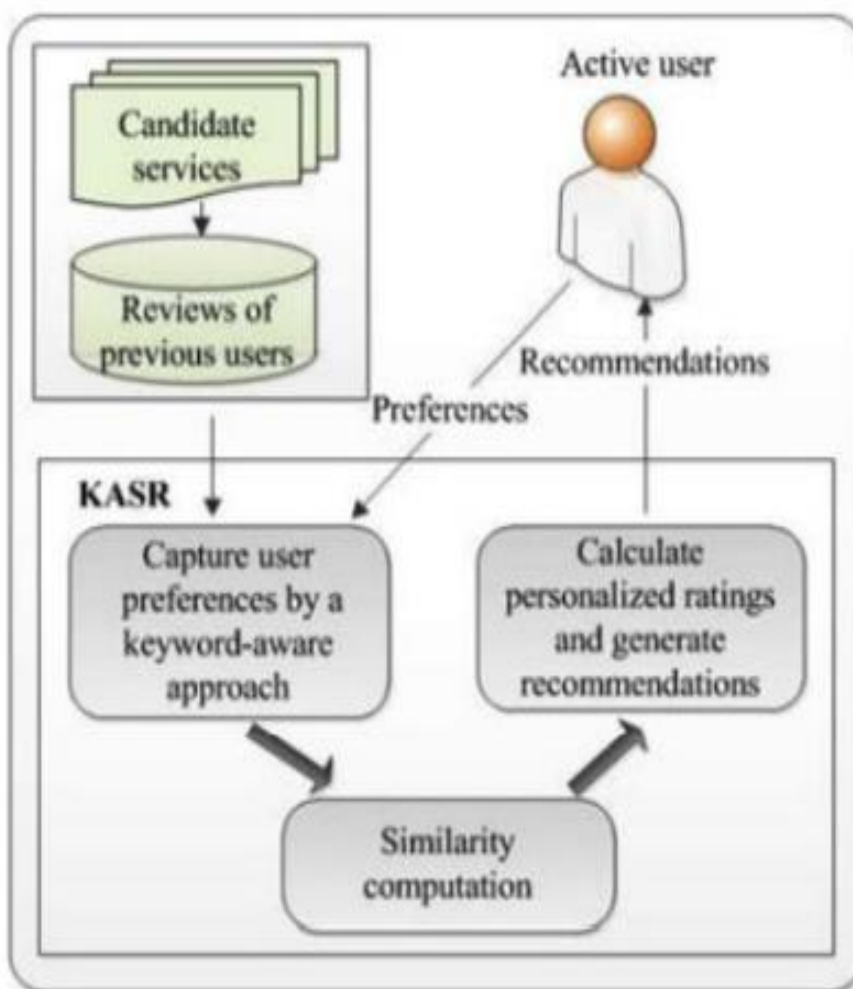 Candidate
services
Reviews of
previous users
Active user
Recommendations
Preferences
KASR
Capture user
preferences by a
keyword-aware
approach
Calculate
personalized ratings
and generate
recommendations
Similarity
computation